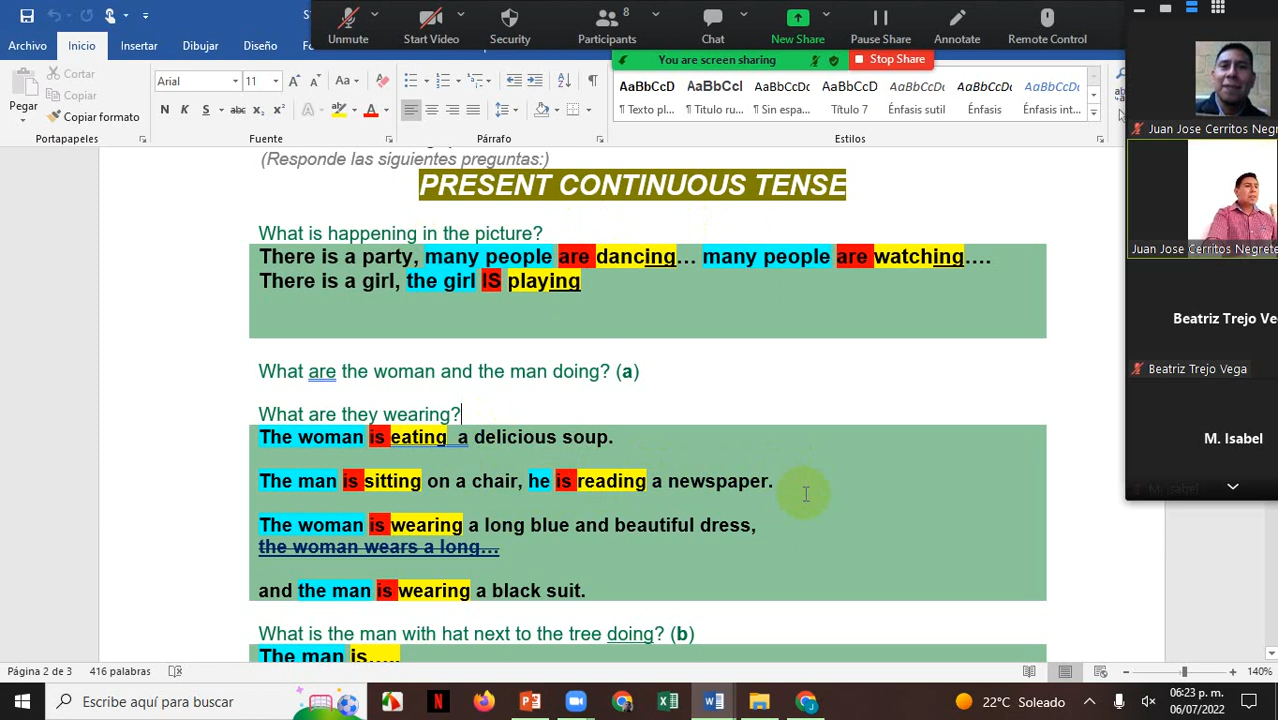 8
Unmute
Start Video
Security
Participants
Chat
New Share
Pause Share
Annotate
Remote Control
You are screen sharing
Stop Share
Archivo
Inicio
Insertar
Dibujar
Diseño
Pegar
Cortar
Copiar
Copiar formato
Portapapeles
Arial
11
Fuente
Párrafo
AaBbCcD
¶ Texto pl...
AaBbCcI
¶ Titulo ru...
AaBbCcDc
¶ Sin espa...
AaBbCcD
¶ Título 7
AaBbCcDc
Énfasis sutil
AaBbCcDc
Énfasis
AaBbCcDc
Énfasis int...
Estilos
(Responde las siguientes preguntas:)
PRESENT CONTINUOUS TENSE
What is happening in the picture?
There is a party, many people are dancing... many people are watching....
There is a girl, the girl IS playing
What are the woman and the man doing? (a)
What are they wearing?
The woman is eating a delicious soup.
The man is sitting on a chair, he is reading a newspaper.
The woman is wearing a long blue and beautiful dress,
the woman wears a long...
and the man is wearing a black suit.
What is the man with hat next to the tree doing? (b)
The man is.....
Juan Jose Cerritos Negre
Juan Jose Cerritos Negrete
Beatriz Trejo Ve
Beatriz Trejo Vega
M. Isabel
M. Isabel
Página 2 de 3
416 palabras
140%
Escribe aquí para buscar
22°C Soleado
06:23 p. m.
06/07/2022